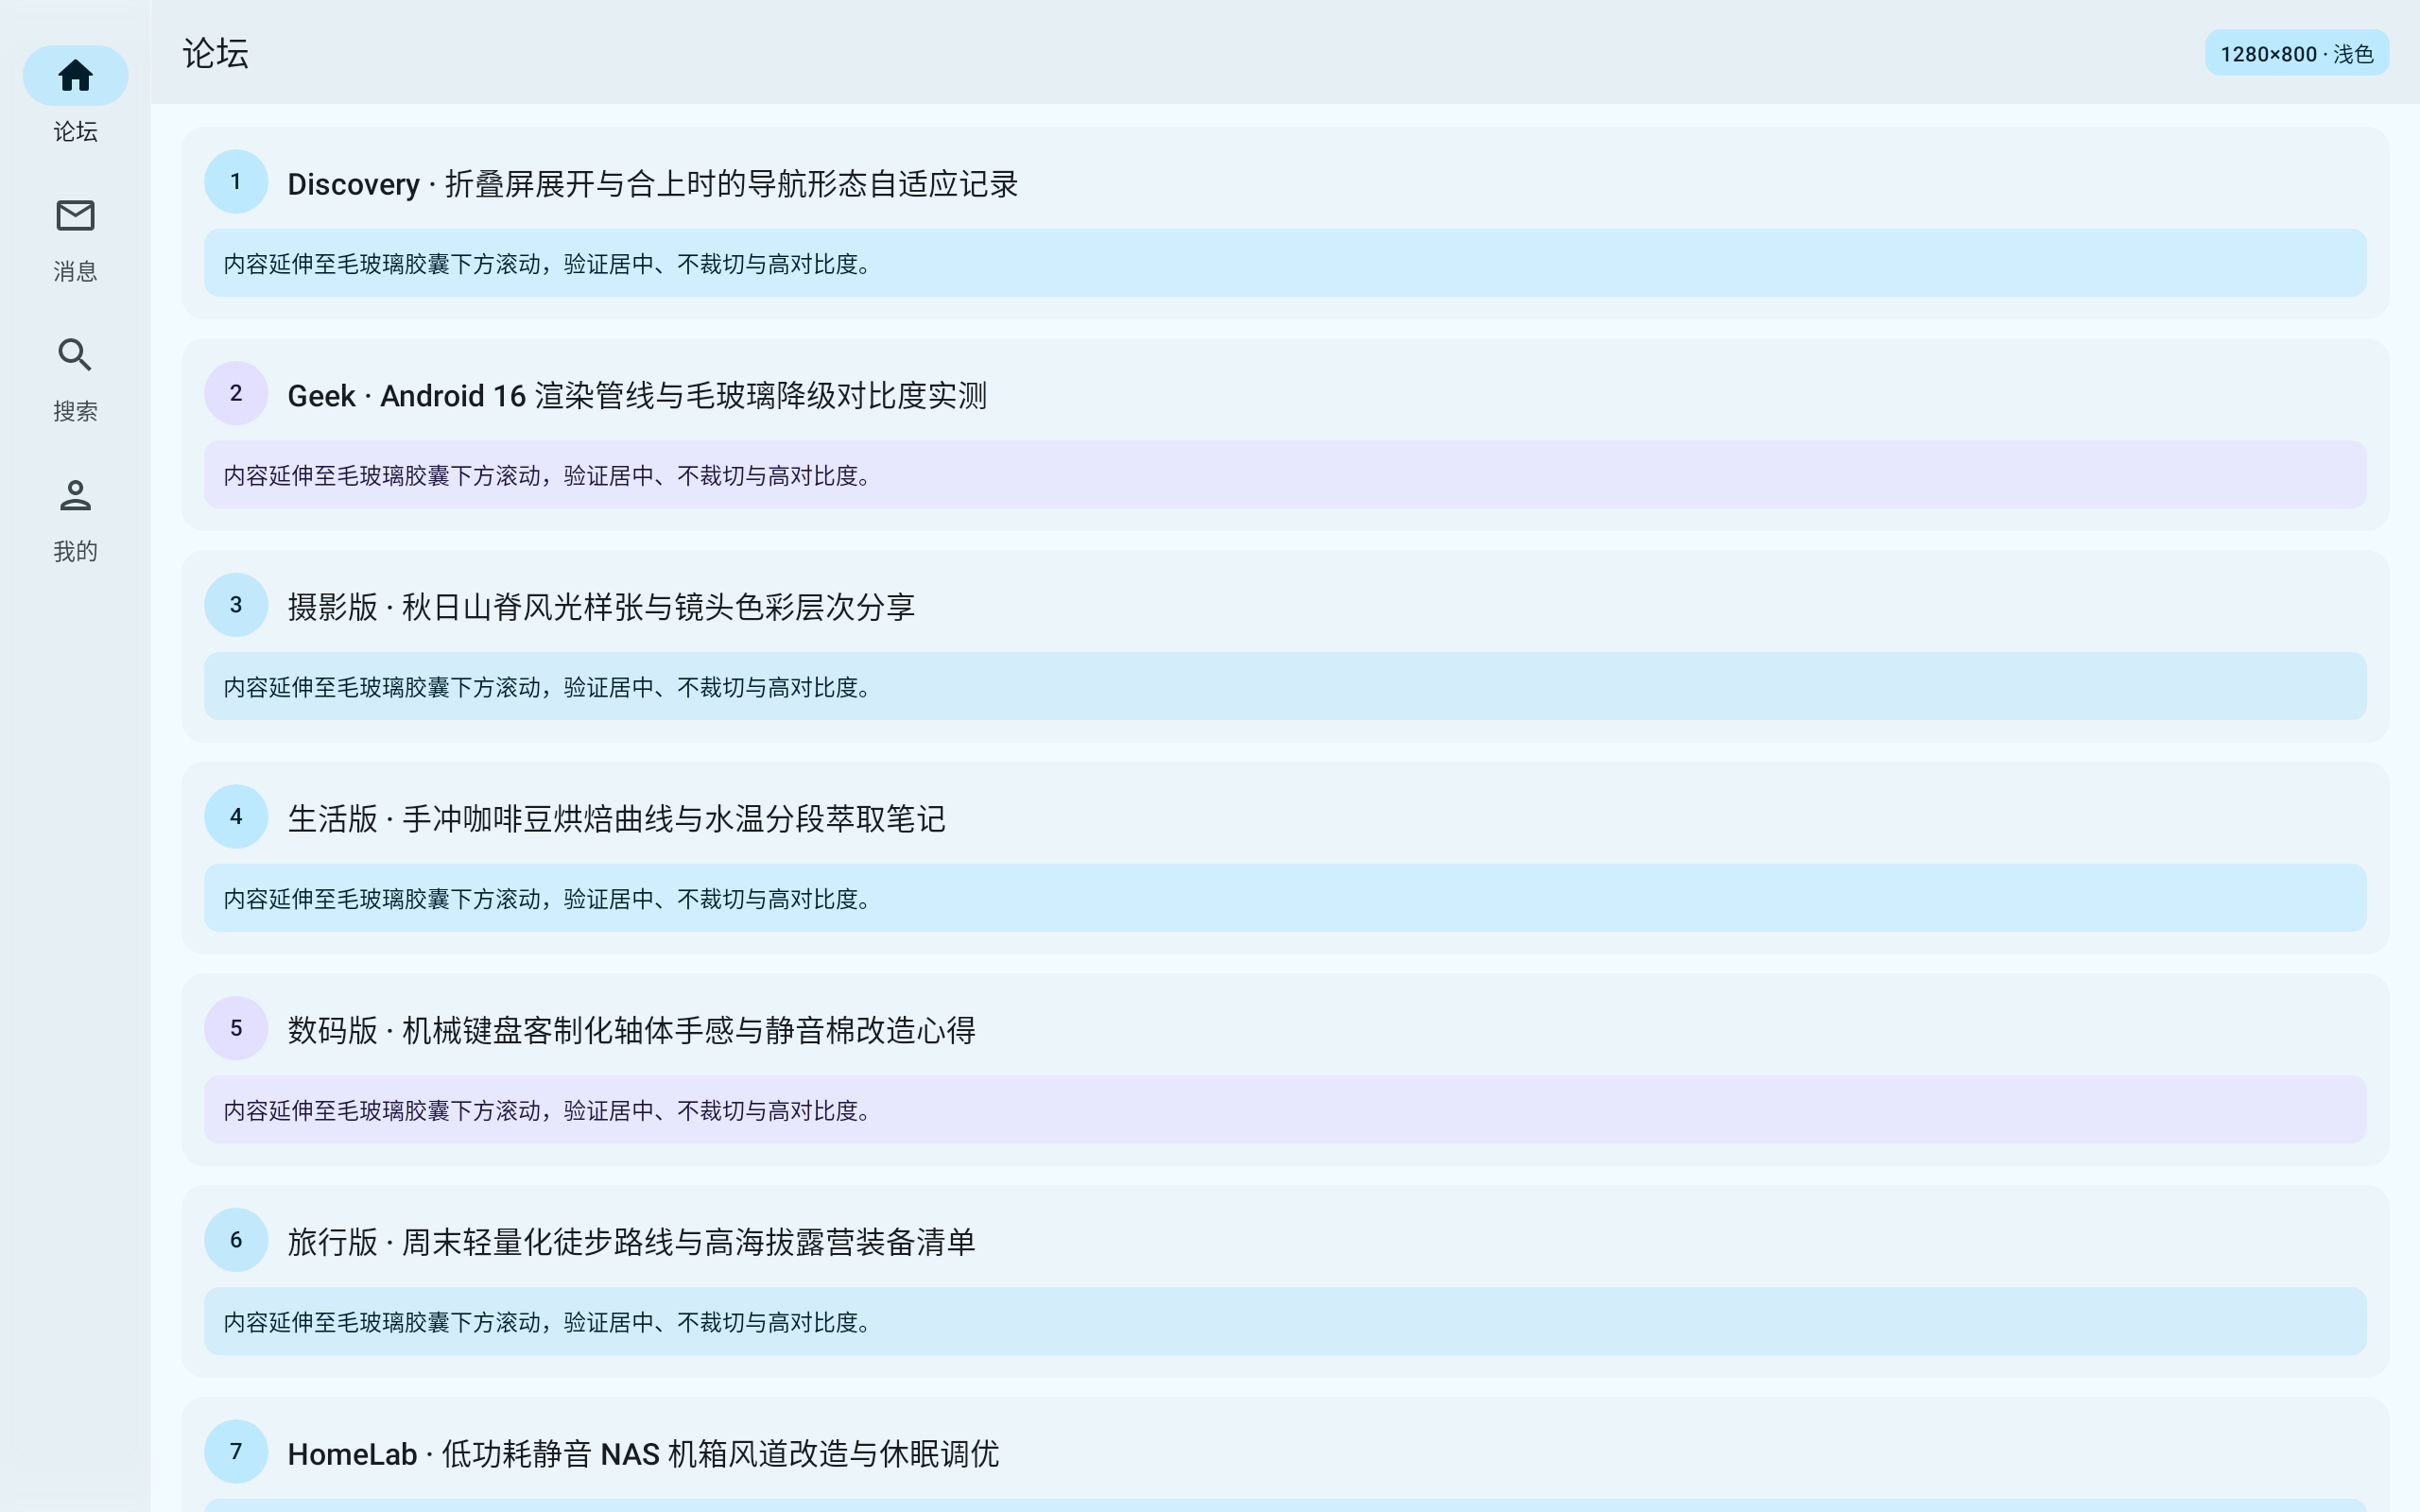 论坛
消息
搜索
我的
论坛
1280×800 · 浅色
1
Discovery · 折叠屏展开与合上时的导航形态自适应记录
内容延伸至毛玻璃胶囊下方滚动，验证居中、不裁切与高对比度。
2
Geek · Android 16 渲染管线与毛玻璃降级对比度实测
内容延伸至毛玻璃胶囊下方滚动，验证居中、不裁切与高对比度。
3
摄影版 · 秋日山脊风光样张与镜头色彩层次分享
内容延伸至毛玻璃胶囊下方滚动，验证居中、不裁切与高对比度。
4
生活版 · 手冲咖啡豆烘焙曲线与水温分段萃取笔记
内容延伸至毛玻璃胶囊下方滚动，验证居中、不裁切与高对比度。
5
数码版 · 机械键盘客制化轴体手感与静音棉改造心得
内容延伸至毛玻璃胶囊下方滚动，验证居中、不裁切与高对比度。
6
旅行版 · 周末轻量化徒步路线与高海拔露营装备清单
内容延伸至毛玻璃胶囊下方滚动，验证居中、不裁切与高对比度。
7
HomeLab · 低功耗静音 NAS 机箱风道改造与休眠调优